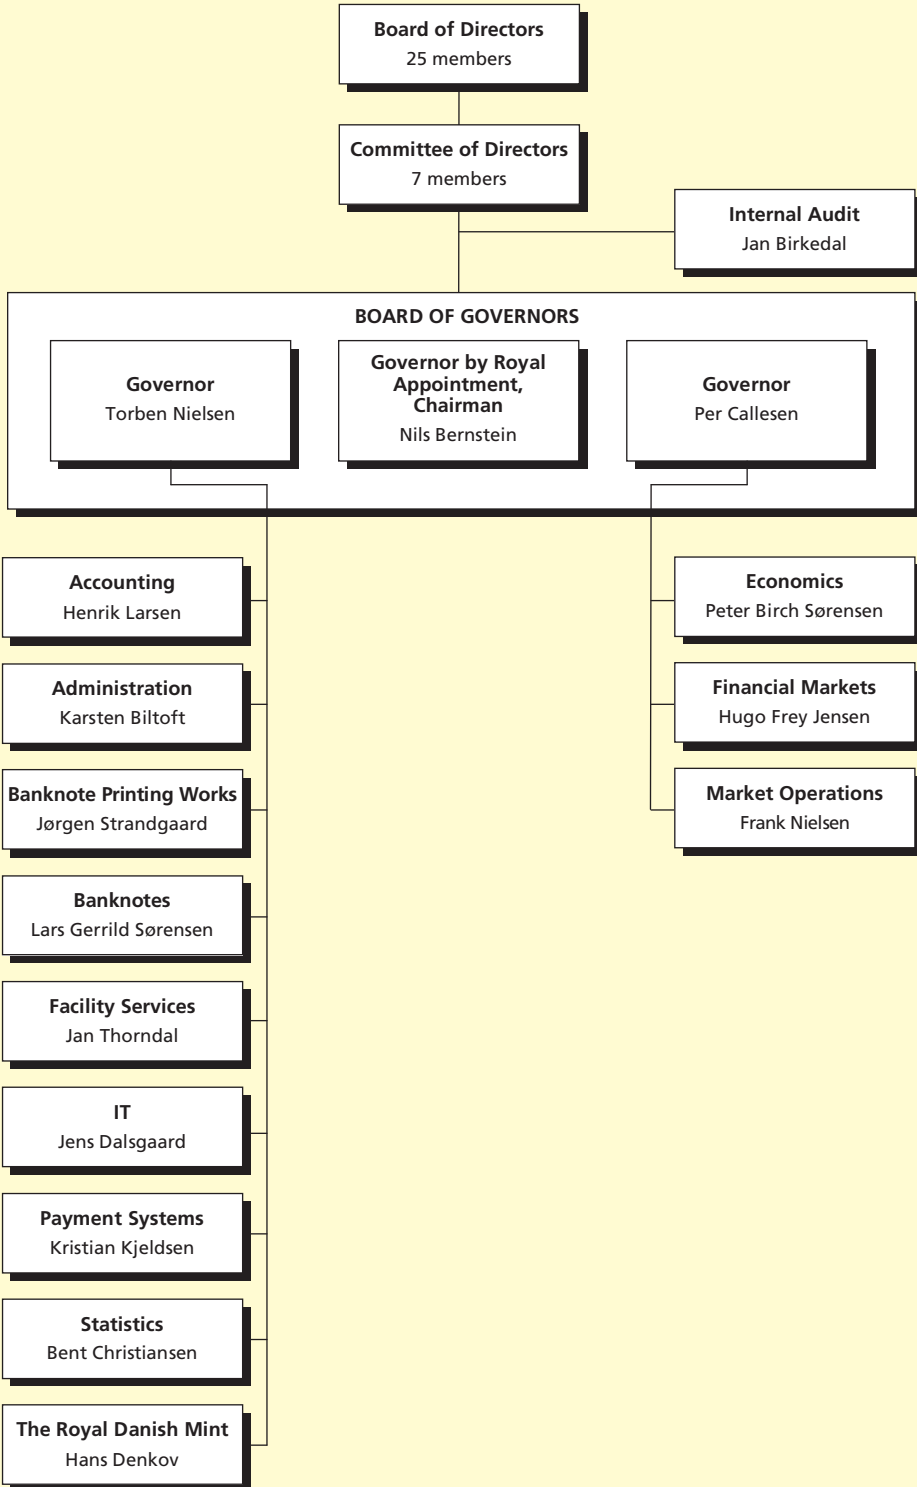 Board of Directors
25 members
Committee of Directors
7 members
Internal Audit
Jan Birkedal
BOARD OF GOVERNORS
Governor
Torben Nielsen
Governor by Royal
Appointment,
Chairman
Nils Bernstein
Governor
Per Callesen
Accounting
Henrik Larsen
Administration
Karsten Biltoft
Banknote Printing Works
Jørgen Strandgaard
Banknotes
Lars Gerrild Sørensen
Facility Services
Jan Thorndal
IT
Jens Dalsgaard
Payment Systems
Kristian Kjeldsen
Statistics
Bent Christiansen
The Royal Danish Mint
Hans Denkov
Economics
Peter Birch Sørensen
Financial Markets
Hugo Frey Jensen
Market Operations
Frank Nielsen